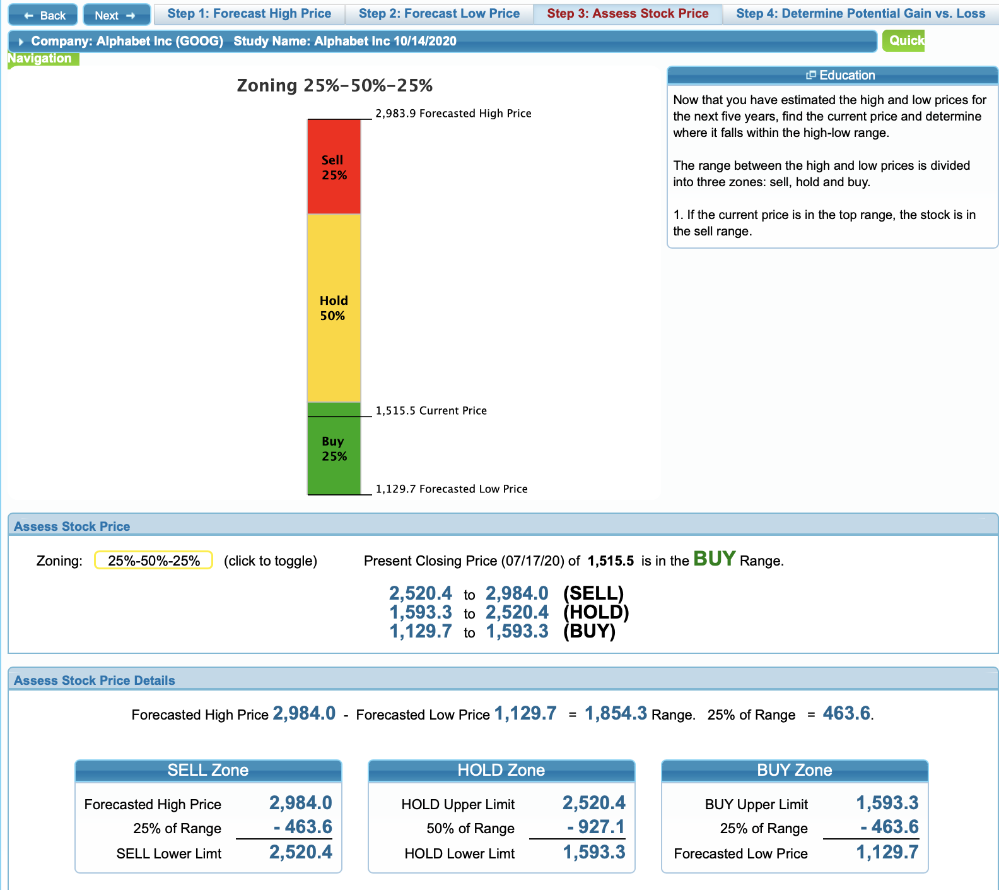 ← Back
Next →
Step 1: Forecast High Price
Step 2: Forecast Low Price
Step 3: Assess Stock Price
Step 4: Determine Potential Gain vs. Loss
Company: Alphabet Inc (GOOG) Study Name: Alphabet Inc 10/14/2020
Quick
Navigation
Zoning 25%-50%-25%
2,983.9 Forecasted High Price
Sell
25%
Hold
50%
1,515.5 Current Price
Buy
25%
1,129.7 Forecasted Low Price
Education
Now that you have estimated the high and low prices for
the next five years, find the current price and determine
where it falls within the high-low range.
The range between the high and low prices is divided
into three zones: sell, hold and buy.
1. If the current price is in the top range, the stock is in
the sell range.
Assess Stock Price
Zoning: 25%-50%-25% (click to toggle) Present Closing Price (07/17/20) of 1,515.5 is in the BUY Range.
2,520.4 to 2,984.0 (SELL)
1,593.3 to 2,520.4 (HOLD)
1,129.7 to 1,593.3 (BUY)
Assess Stock Price Details
Forecasted High Price 2,984.0 - Forecasted Low Price 1,129.7 = 1,854.3 Range. 25% of Range = 463.6.
SELL Zone
Forecasted High Price 2,984.0
25% of Range - 463.6
SELL Lower Limt 2,520.4
HOLD Zone
HOLD Upper Limit 2,520.4
50% of Range - 927.1
HOLD Lower Limt 1,593.3
BUY Zone
BUY Upper Limit 1,593.3
25% of Range - 463.6
Forecasted Low Price 1,129.7